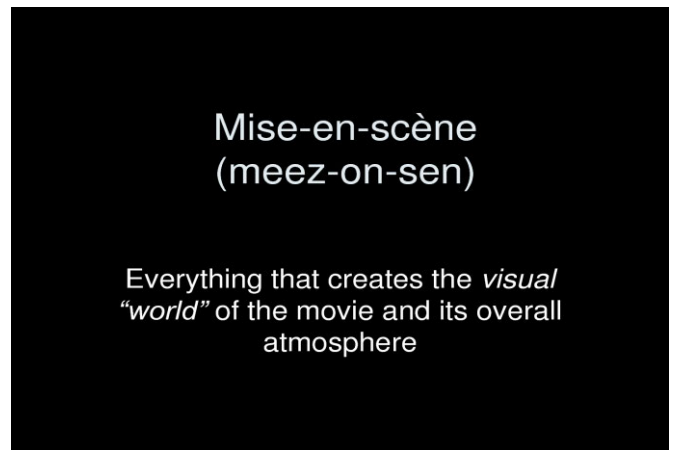 Mise-en-scène
(meez-on-sen)
Everything that creates the visual
“world” of the movie and its overall
atmosphere